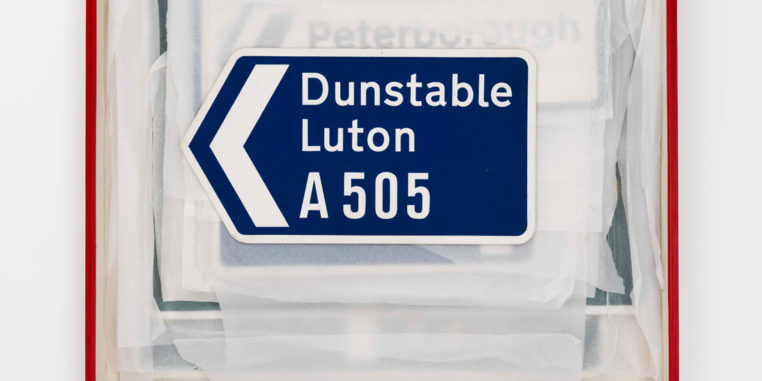 Peterborough
Dunstable
Luton
A 505